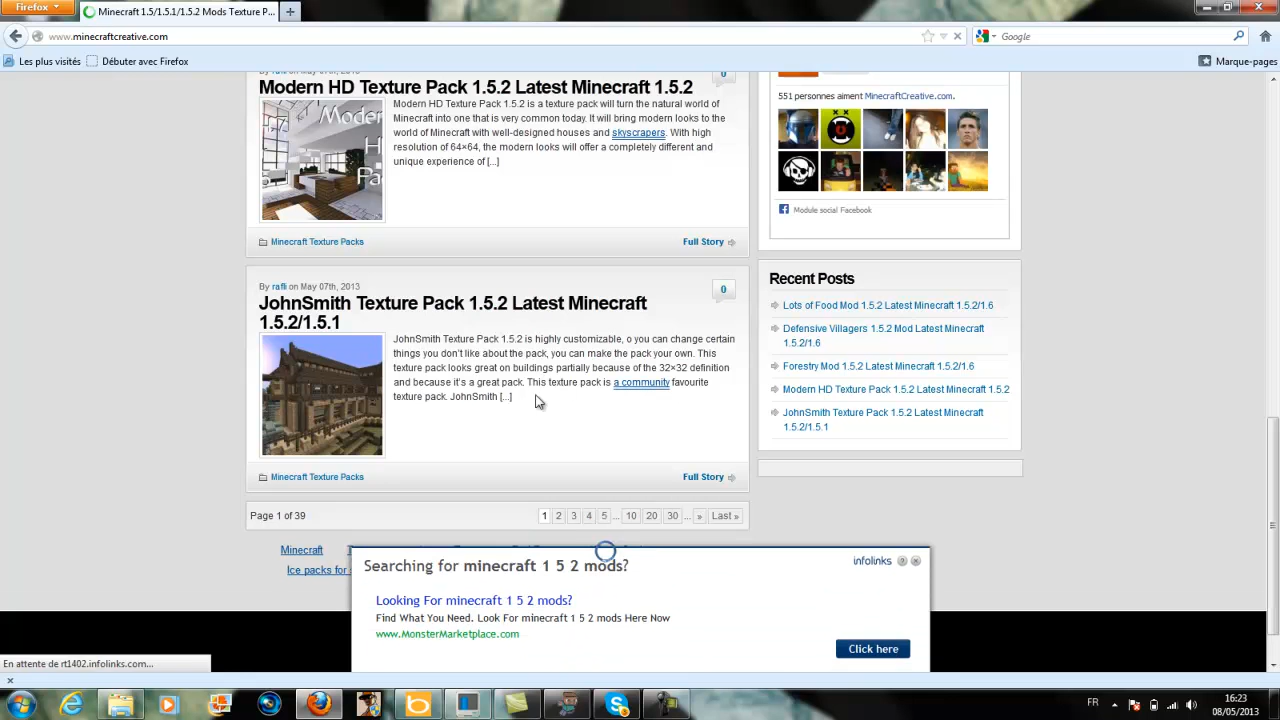 Firefox
Minecraft 1.5/1.5.1/1.5.2 Mods Texture P...
www.minecraftcreative.com
Google
Les plus visités
Débuter avec Firefox
Marque-pages
By rafli on May 07th, 2013
0
Modern HD Texture Pack 1.5.2 Latest Minecraft 1.5.2
Modern HD Texture Pack 1.5.2 is a texture pack will turn the natural world of
Minecraft into one that is very common today. It will bring modern looks to the
world of Minecraft with well-designed houses and skyscrapers. With high
resolution of 64×64, the modern looks will offer a completely different and
unique experience of [...]
Minecraft Texture Packs
Full Story
By rafli on May 07th, 2013
0
JohnSmith Texture Pack 1.5.2 Latest Minecraft
1.5.2/1.5.1
JohnSmith Texture Pack 1.5.2 is highly customizable, o you can change certain
things you don't like about the pack, you can make the pack your own. This
texture pack looks great on buildings partially because of the 32×32 definition
and because it's a great pack. This texture pack is a community favourite
texture pack. JohnSmith [...]
Minecraft Texture Packs
Full Story
Page 1 of 39
1 2 3 4 5 ... 10 20 30 ... » Last »
551 personnes aiment MinecraftCreative.com.
Module social Facebook
Recent Posts
Lots of Food Mod 1.5.2 Latest Minecraft 1.5.2/1.6
Defensive Villagers 1.5.2 Mod Latest Minecraft
1.5.2/1.6
Forestry Mod 1.5.2 Latest Minecraft 1.5.2/1.6
Modern HD Texture Pack 1.5.2 Latest Minecraft 1.5.2
JohnSmith Texture Pack 1.5.2 Latest Minecraft
1.5.2/1.5.1
Minecraft
Ice packs for
Searching for minecraft 1 5 2 mods?
infolinks
Looking For minecraft 1 5 2 mods?
Find What You Need. Look For minecraft 1 5 2 mods Here Now
www.MonsterMarketplace.com
Click here
En attente de rt1402.infolinks.com...
FR
16:23
08/05/2013